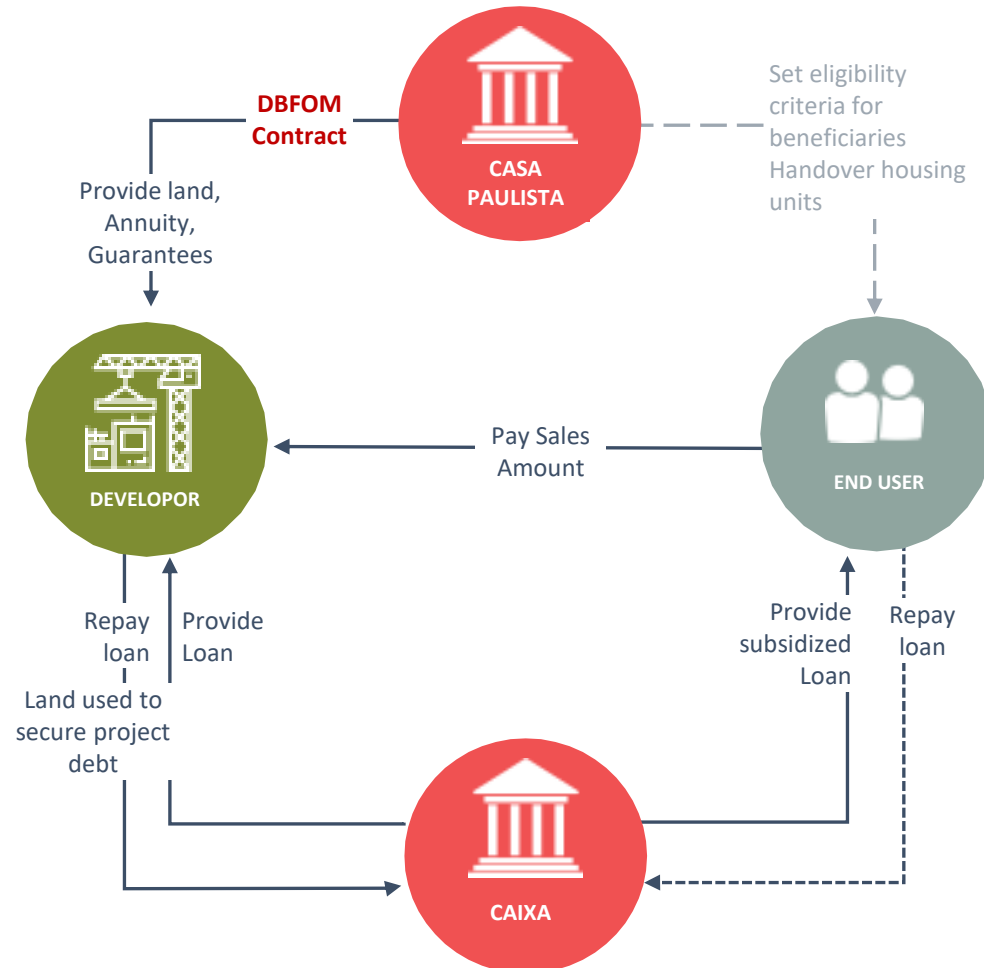 DBFOM
Contract
CASA
PAULISTA
Set eligibility
criteria for
beneficiaries
Handover housing
units
Provide land,
Annuity,
Guarantees
DEVELOPOR
Pay Sales
Amount
END USER
Repay
loan
Provide
Loan
Land used to
secure project
debt
Provide
subsidized
Loan
Repay
loan
CAIXA